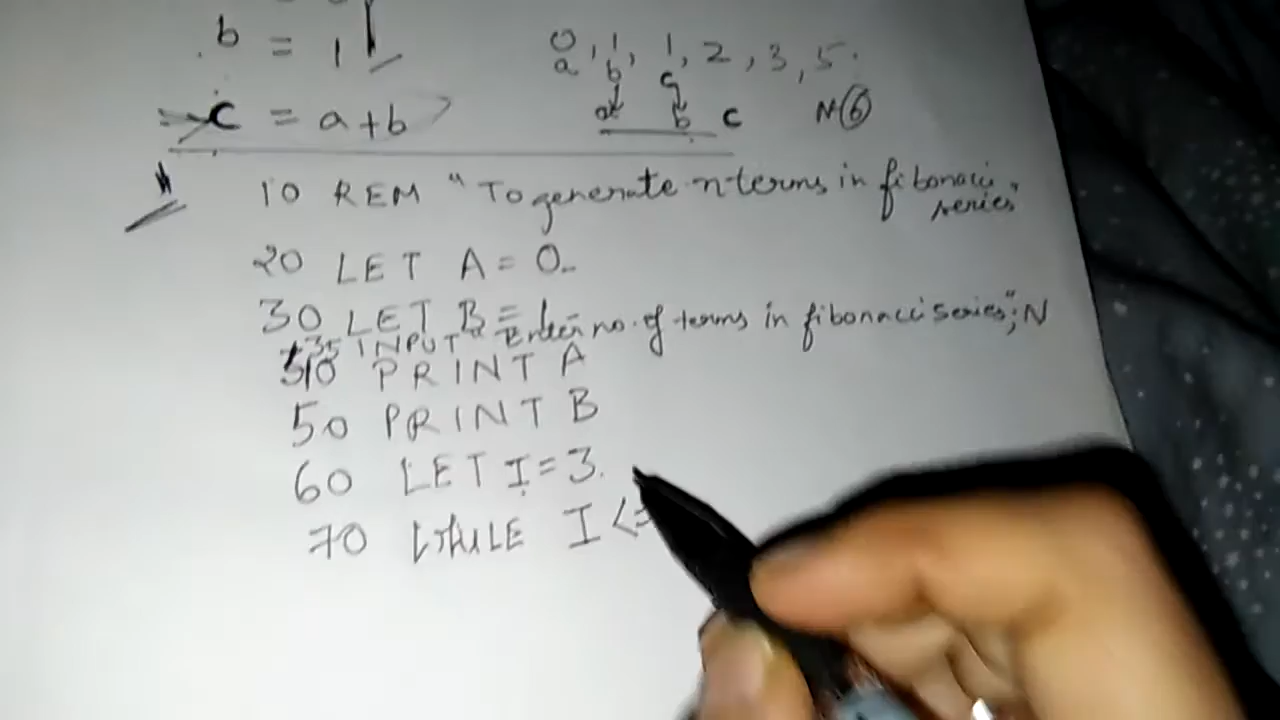 b = 1
0, 1, 1, 2, 3, 5.
a b c
c = a+b
a b c N6
10 REM "To generate n terms in fibonacci series"
20 LET A = 0
30 LET B = 1
35 INPUT "Enter no. of terms in fibonacci series"; N
PRINT A
50 PRINT B
60 LET I = 3
70 WHILE I <=